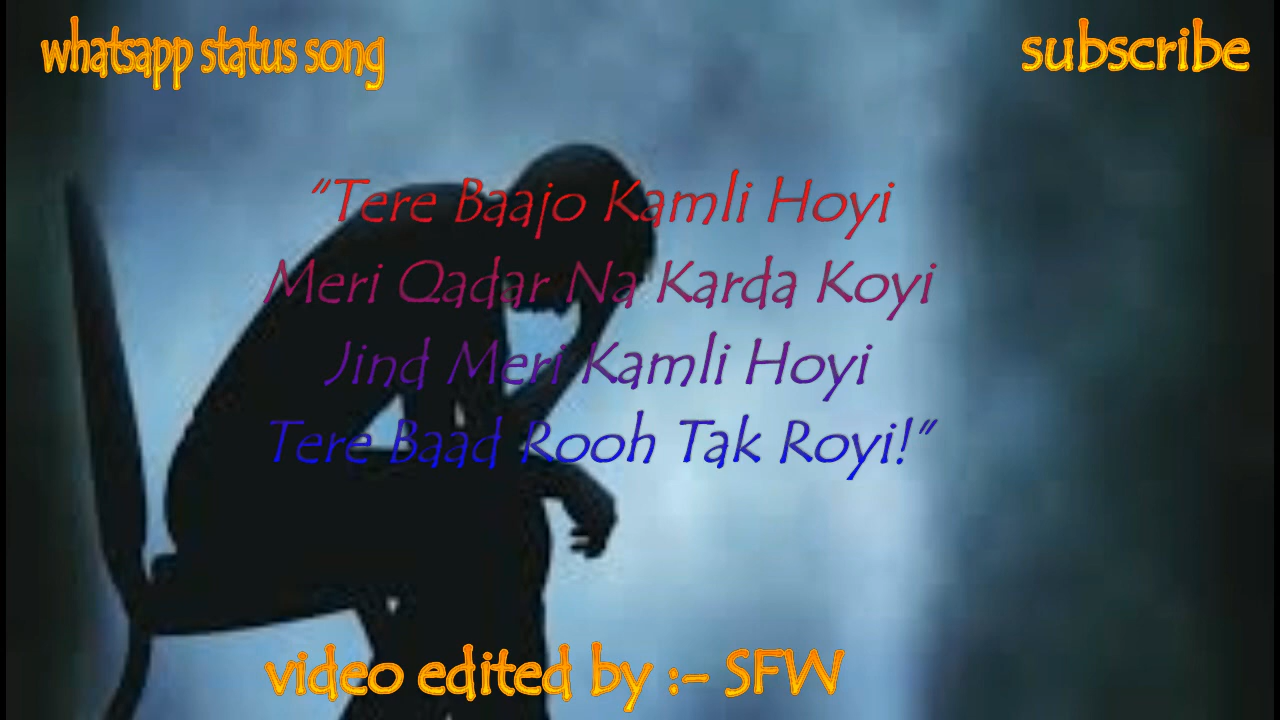 whatsapp status song
subscribe
“Tere Baajo Kamli Hoyi
Meri Qadar Na Karda Koyi
Jind Meri Kamli Hoyi
Tere Baad Rooh Tak Royi!”
video edited by :- SFW